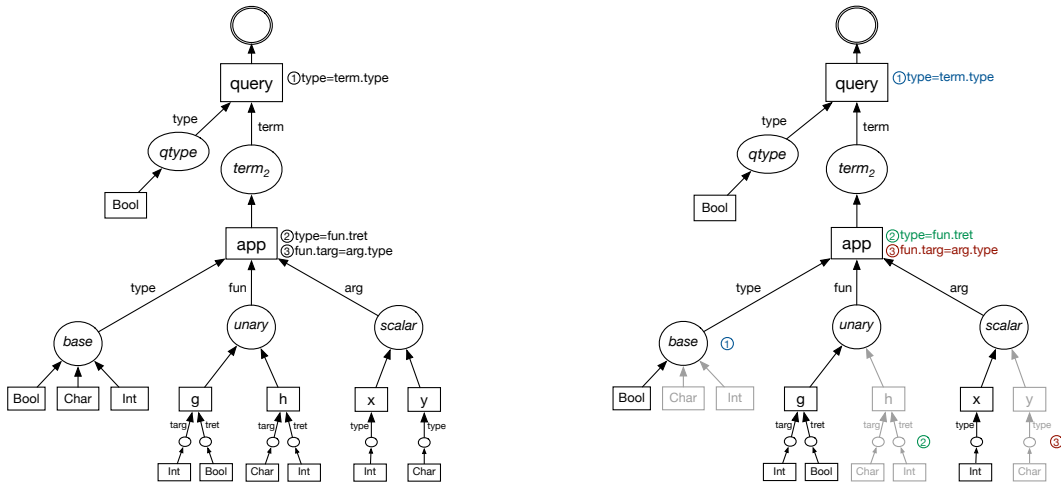 query
①type=term.type
type
term
qtype
term₂
Bool
app
②type=fun.tret
③fun.targ=arg.type
type
fun
arg
base
unary
scalar
Bool
Char
Int
g
h
x
y
targ
tret
targ
tret
type
type
Int
Bool
Char
Int
Int
Char
query
①type=term.type
type
term
qtype
term₂
Bool
app
②type=fun.tret
③fun.targ=arg.type
type
fun
arg
base
①
unary
scalar
Bool
Char
Int
g
h
x
y
targ
tret
targ
tret
type
type
②
③
Int
Bool
Char
Int
Int
Char